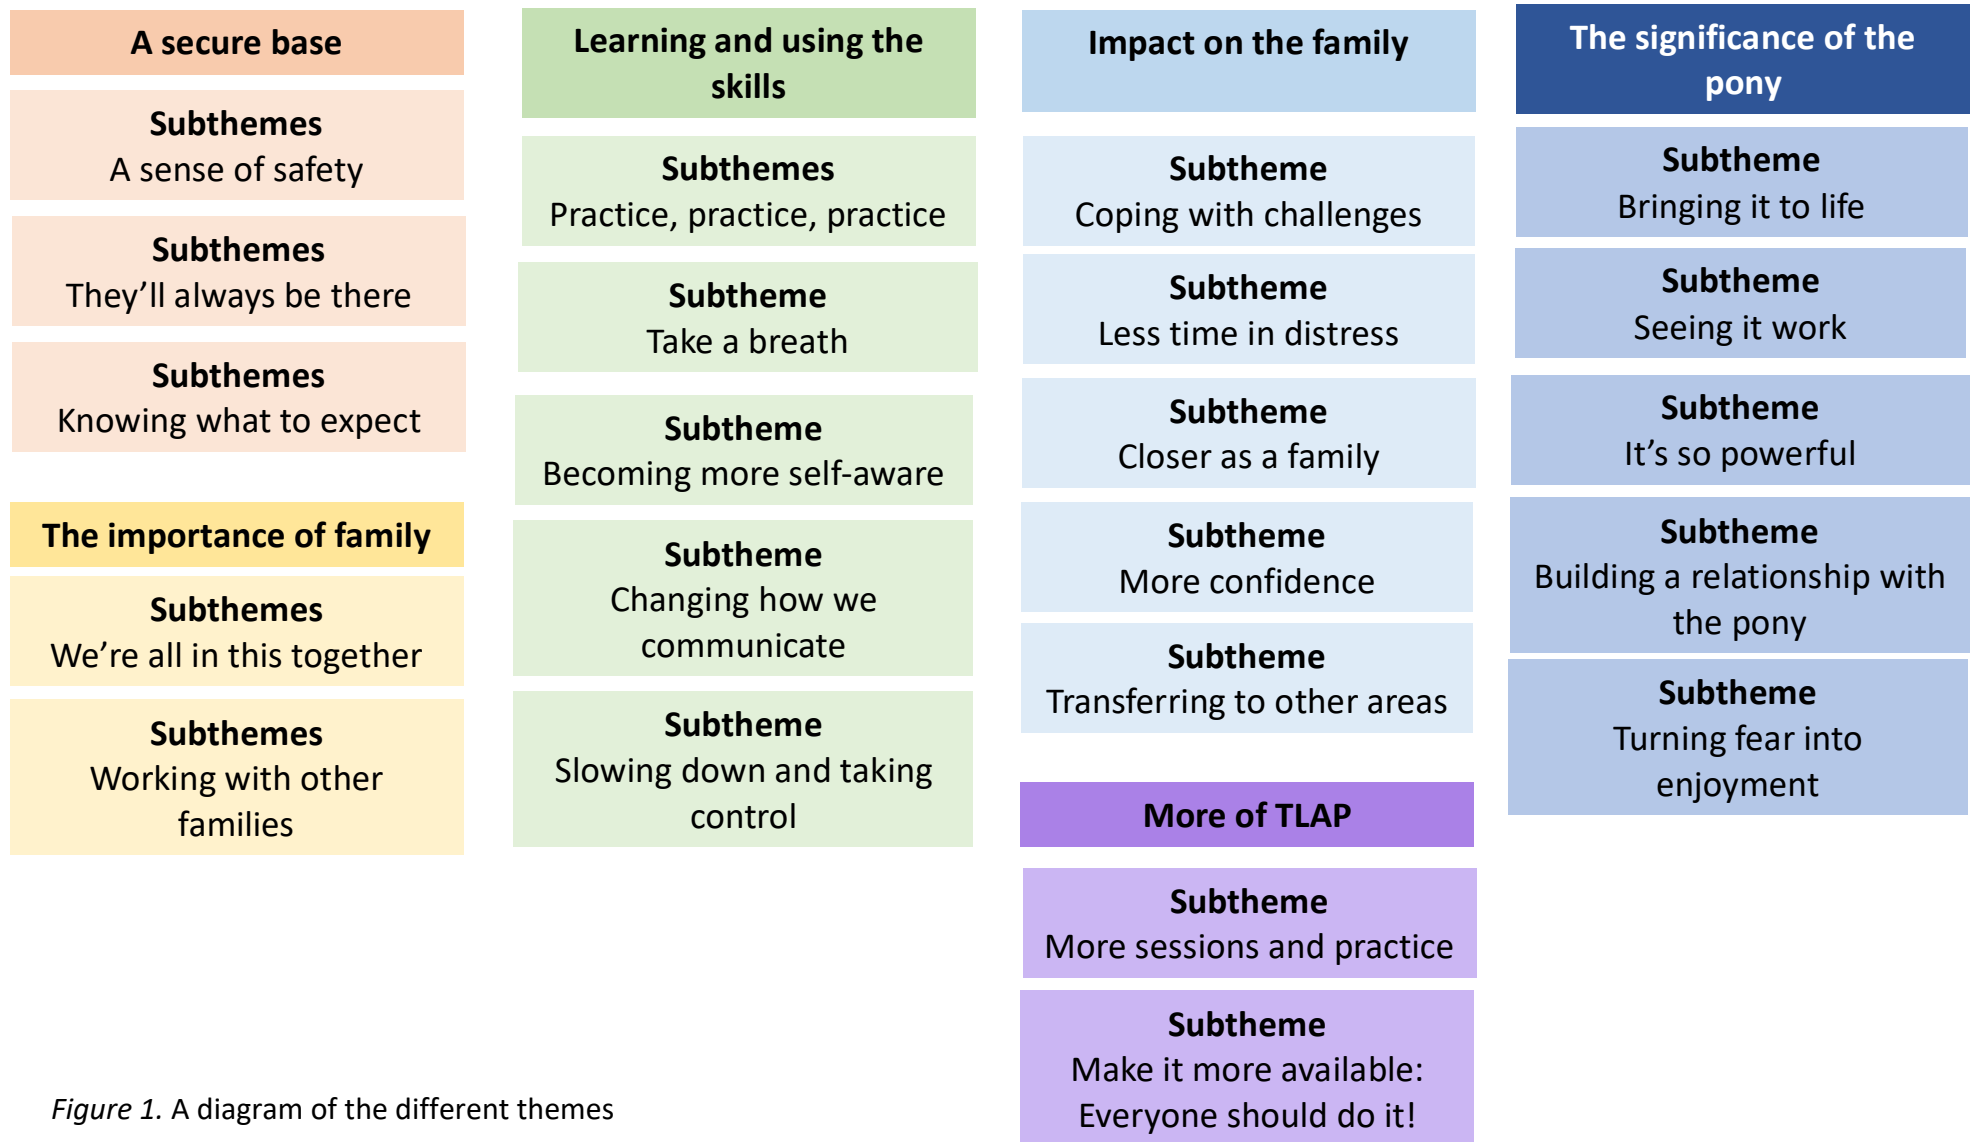 A secure base
Subthemes
A sense of safety
Subthemes
They’ll always be there
Subthemes
Knowing what to expect
The importance of family
Subthemes
We’re all in this together
Subthemes
Working with other
families
Learning and using the
skills
Subthemes
Practice, practice, practice
Subtheme
Take a breath
Subtheme
Becoming more self-aware
Subtheme
Changing how we
communicate
Subtheme
Slowing down and taking
control
Impact on the family
Subtheme
Coping with challenges
Subtheme
Less time in distress
Subtheme
Closer as a family
Subtheme
More confidence
Subtheme
Transferring to other areas
More of TLAP
Subtheme
More sessions and practice
Subtheme
Make it more available:
Everyone should do it!
The significance of the
pony
Subtheme
Bringing it to life
Subtheme
Seeing it work
Subtheme
It’s so powerful
Subtheme
Building a relationship with
the pony
Subtheme
Turning fear into
enjoyment
Figure 1. A diagram of the different themes